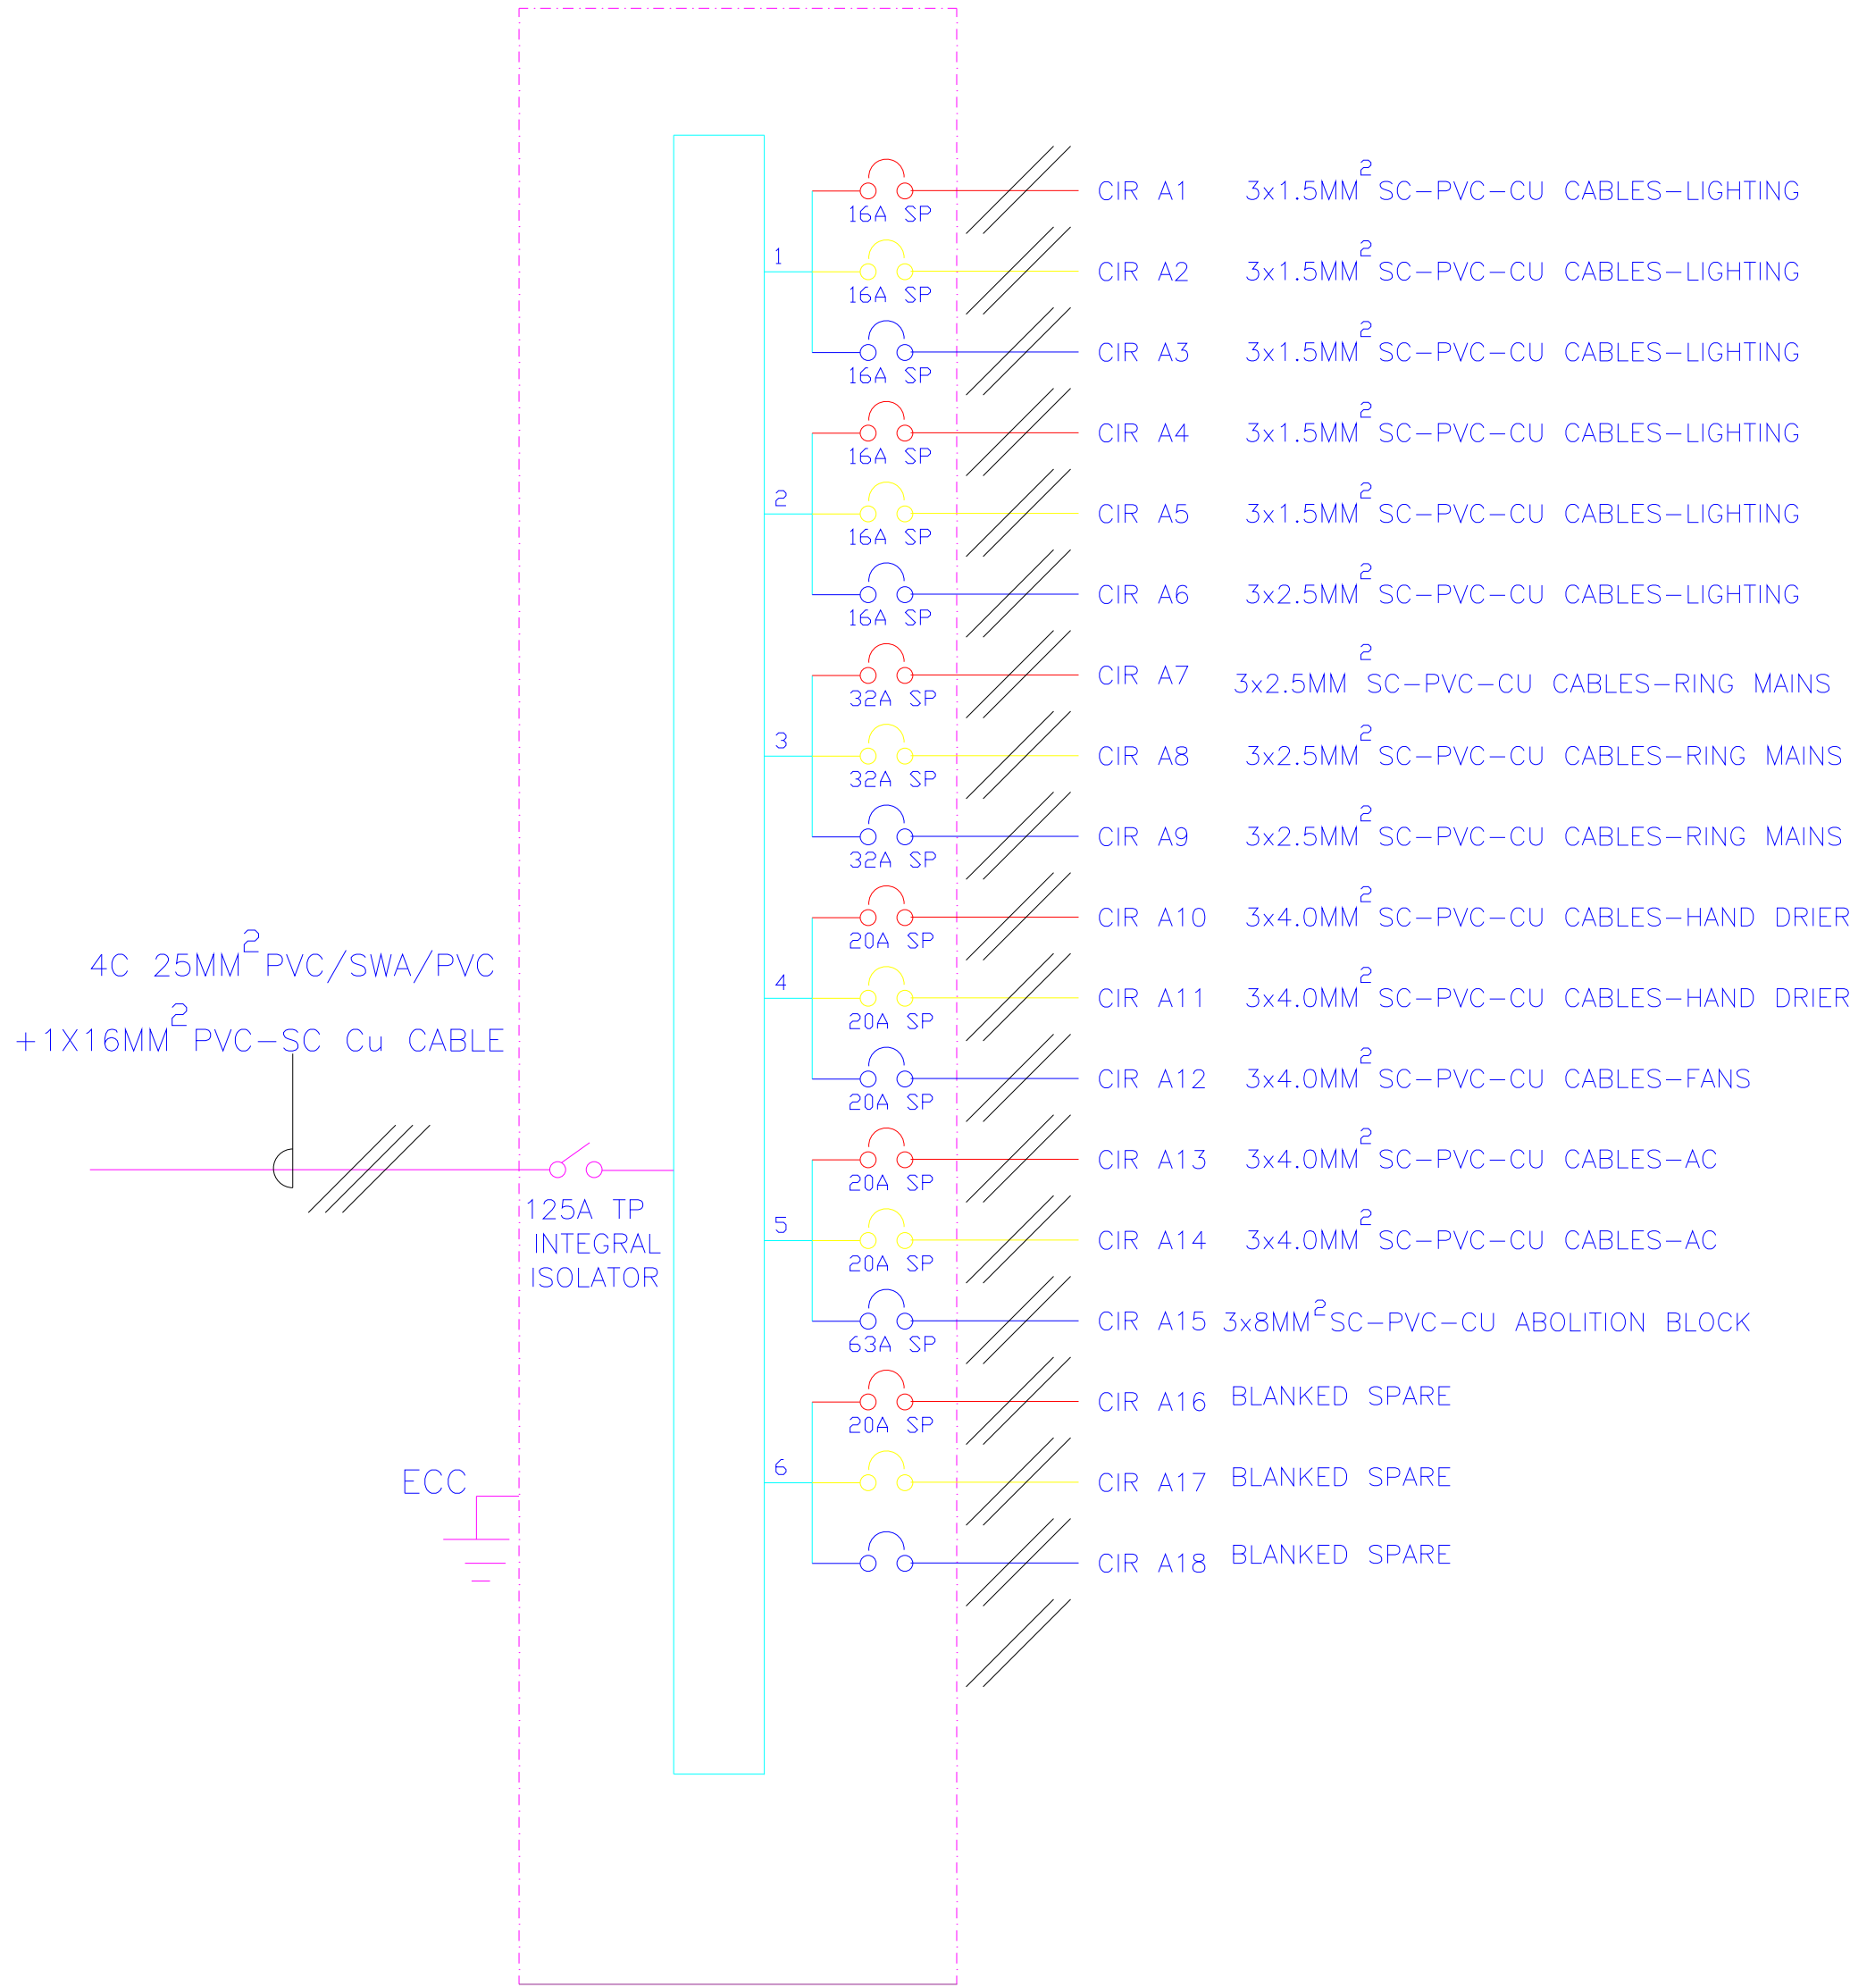 CIR A1 3x1.5MM² SC-PVC-CU CABLES-LIGHTING
16A SP
1
CIR A2 3x1.5MM² SC-PVC-CU CABLES-LIGHTING
16A SP
CIR A3 3x1.5MM² SC-PVC-CU CABLES-LIGHTING
16A SP
CIR A4 3x1.5MM² SC-PVC-CU CABLES-LIGHTING
16A SP
2
CIR A5 3x1.5MM² SC-PVC-CU CABLES-LIGHTING
16A SP
CIR A6 3x2.5MM² SC-PVC-CU CABLES-LIGHTING
16A SP
CIR A7 3x2.5MM² SC-PVC-CU CABLES-RING MAINS
32A SP
3
CIR A8 3x2.5MM² SC-PVC-CU CABLES-RING MAINS
32A SP
CIR A9 3x2.5MM² SC-PVC-CU CABLES-RING MAINS
32A SP
CIR A10 3x4.0MM² SC-PVC-CU CABLES-HAND DRIER
20A SP
4C 25MM² PVC/SWA/PVC
+1X16MM² PVC-SC Cu CABLE
4
CIR A11 3x4.0MM² SC-PVC-CU CABLES-HAND DRIER
20A SP
CIR A12 3x4.0MM² SC-PVC-CU CABLES-FANS
20A SP
CIR A13 3x4.0MM² SC-PVC-CU CABLES-AC
20A SP
125A TP
INTEGRAL
ISOLATOR
5
CIR A14 3x4.0MM² SC-PVC-CU CABLES-AC
20A SP
CIR A15 3x8MM² SC-PVC-CU ABOLITION BLOCK
63A SP
CIR A16 BLANKED SPARE
20A SP
ECC
6
CIR A17 BLANKED SPARE
CIR A18 BLANKED SPARE